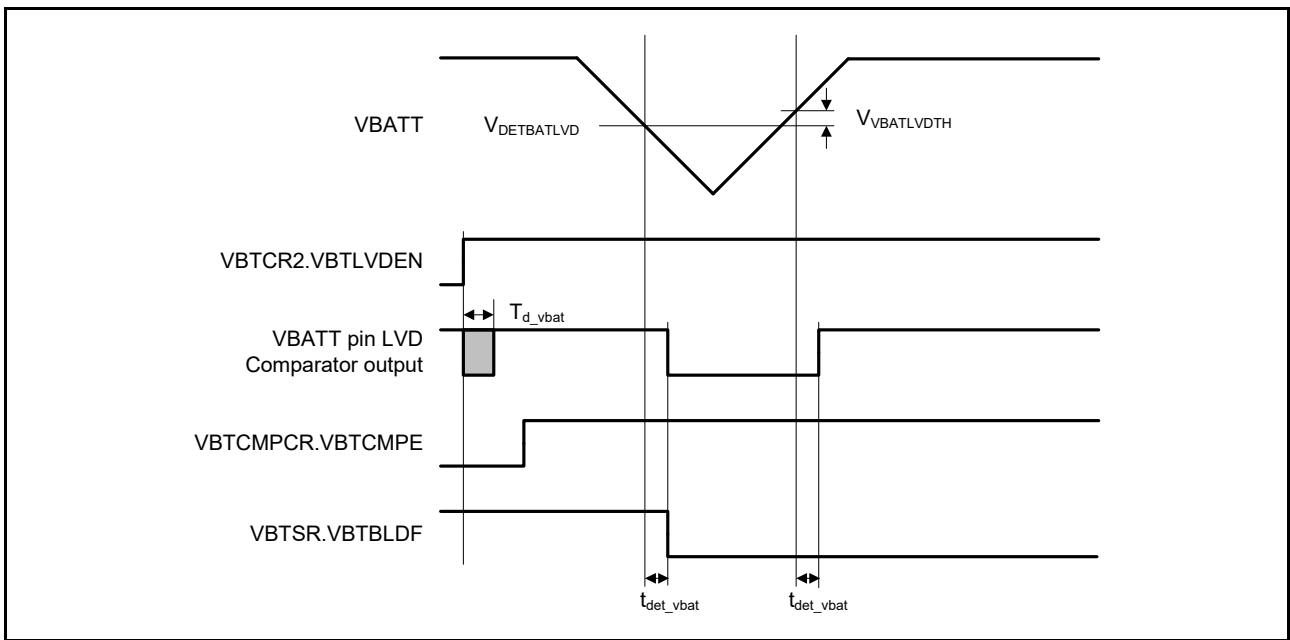 VBATT
VDETBATLVD
VVBATLVDTH
VBTCR2.VBTLVDEN
Td_vbat
VBATT pin LVD
Comparator output
VBTCMPCR.VBTCMPE
VBTSR.VBTBLDF
tdet_vbat
tdet_vbat